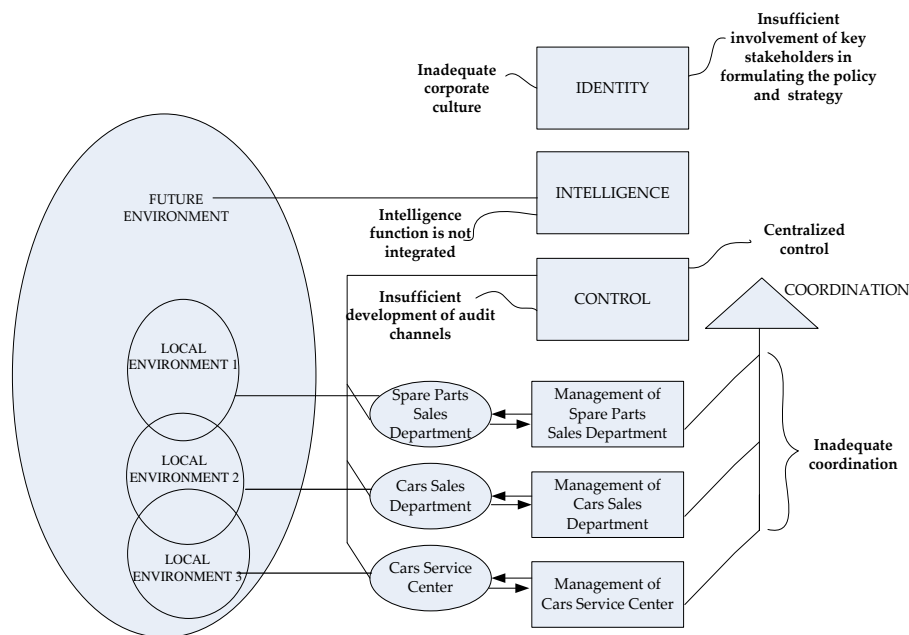 Insufficient
involvement of key
stakeholders in
formulating the policy
and strategy
Inadequate
corporate
culture
IDENTITY
FUTURE
ENVIRONMENT
INTELLIGENCE
Intelligence
function is not
integrated
Centralized
control
CONTROL
Insufficient
development of audit
channels
COORDINATION
LOCAL
ENVIRONMENT 1
Spare Parts
Sales
Department
Management of
Spare Parts
Sales Department
Inadequate
coordination
LOCAL
ENVIRONMENT 2
Cars Sales
Department
Management of
Cars Sales
Department
LOCAL
ENVIRONMENT 3
Cars Service
Center
Management of
Cars Service Center